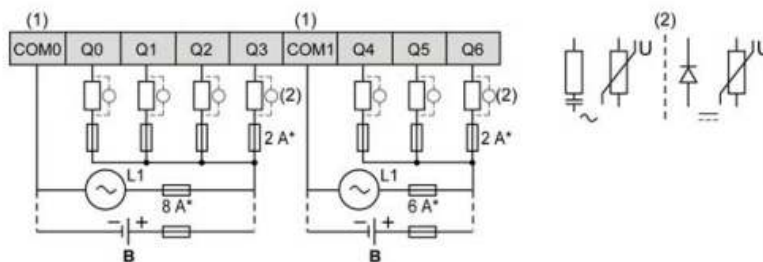 (1) (1) (2)
COM0 Q0 Q1 Q2 Q3 COM1 Q4 Q5 Q6
U U
(2) (2)
2 A* 2 A*
L1 L1
8 A* 6 A*
− + − +
B B